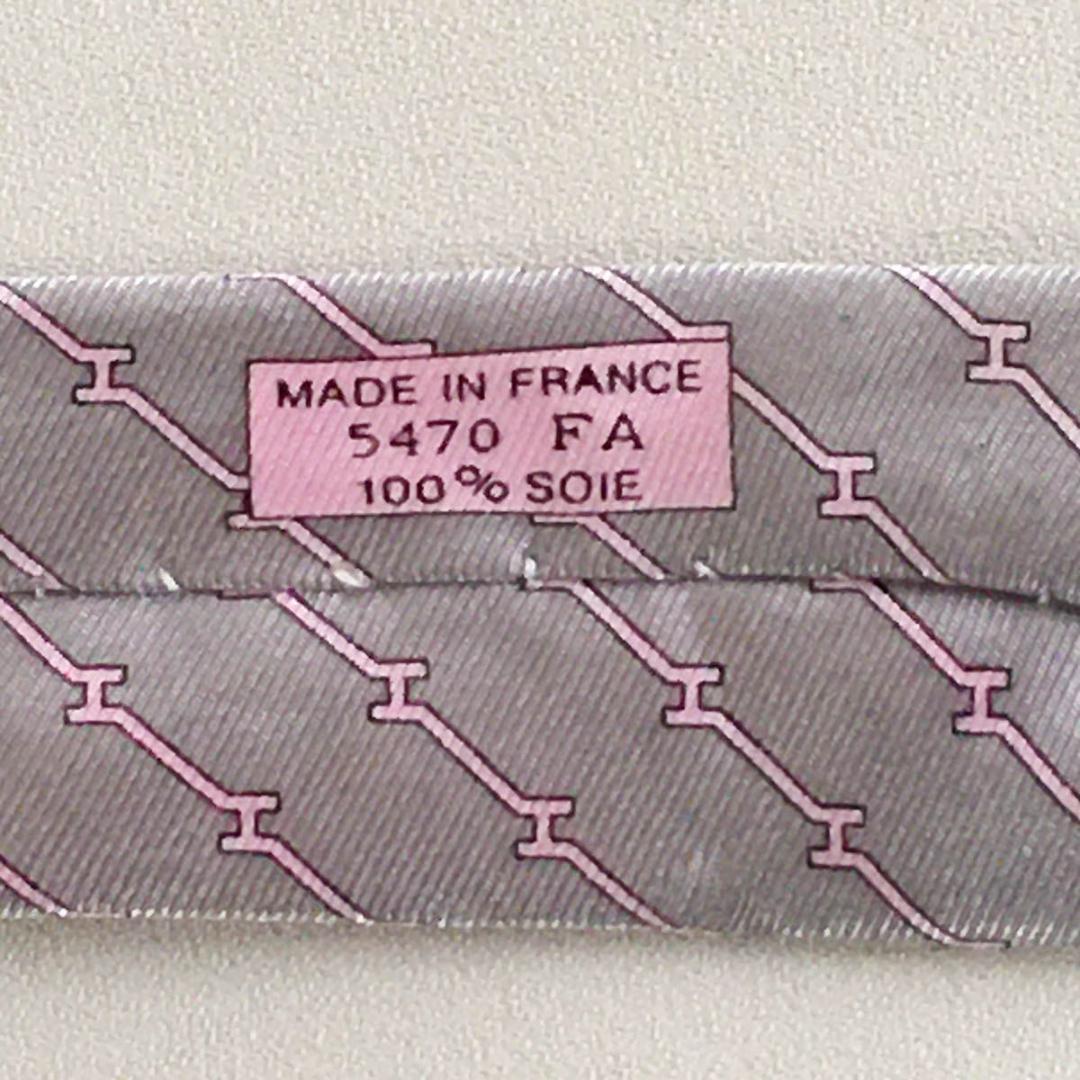 MADE IN FRANCE
5470 FA
100% SOIE